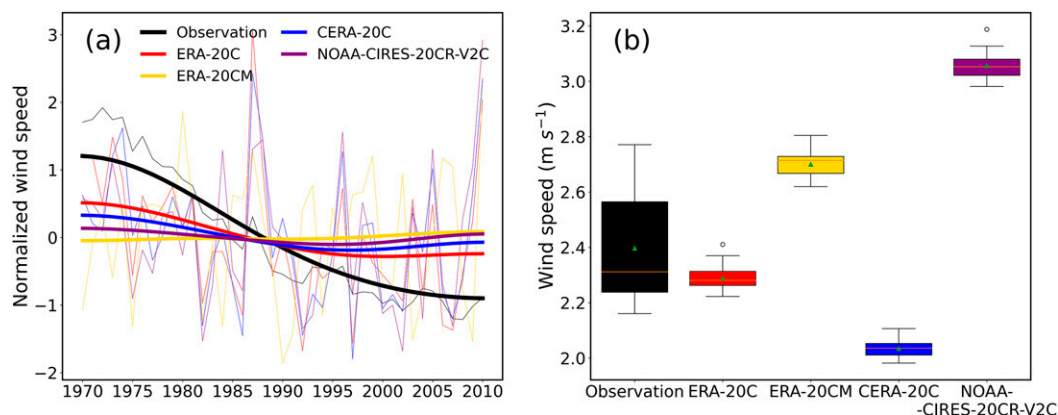 (a)
Observation
ERA-20C
ERA-20CM
CERA-20C
NOAA-CIRES-20CR-V2C
Normalized wind speed
3
2
1
0
−1
−2
1970 1975 1980 1985 1990 1995 2000 2005 2010
(b)
Wind speed (m s⁻¹)
3.2
3.0
2.8
2.6
2.4
2.2
2.0
Observation ERA-20C ERA-20CM CERA-20C NOAA-
-CIRES-20CR-V2C